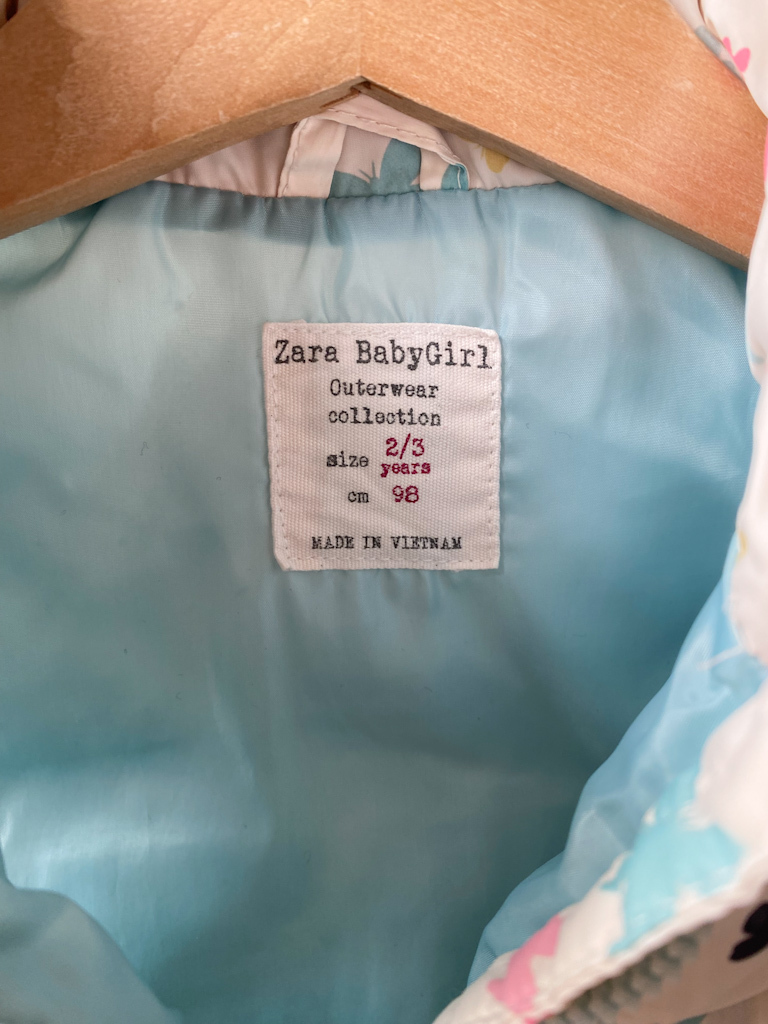 Zara BabyGirl
Outerwear
collection
size 2/3
years
cm 98
MADE IN VIETNAM